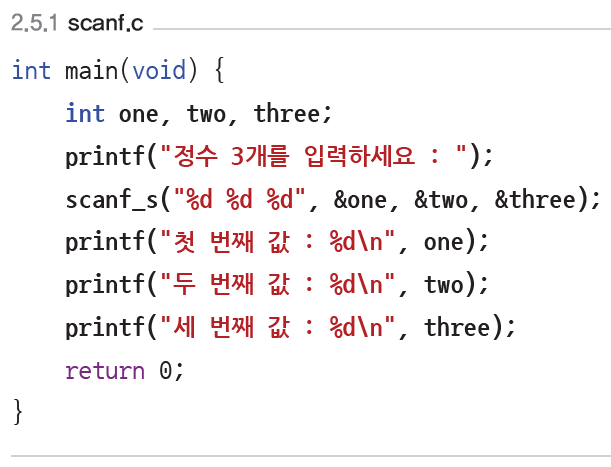 2.5.1 scanf.c
int main(void) {
    int one, two, three;
    printf("정수 3개를 입력하세요 : ");
    scanf_s("%d %d %d", &one, &two, &three);
    printf("첫 번째 값 : %d\n", one);
    printf("두 번째 값 : %d\n", two);
    printf("세 번째 값 : %d\n", three);
    return 0;
}